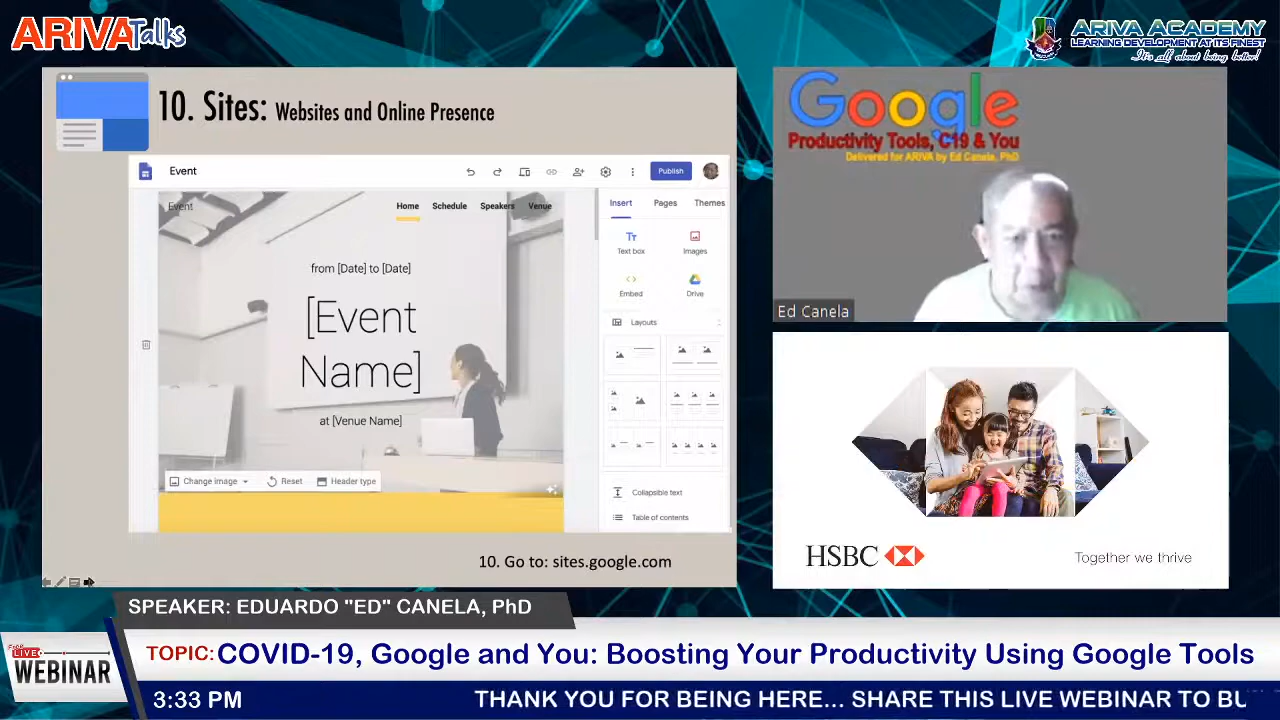 ARIVATalks
ARIVA ACADEMY
LEARNING DEVELOPMENT AT ITS FINEST
It's all about being better!
10. Sites: Websites and Online Presence
Event
Publish
Event
Home Schedule Speakers Venue
from [Date] to [Date]
[Event
Name]
at [Venue Name]
Change image
Reset
Header type
Insert Pages Themes
Text box
Images
Embed
Drive
Layouts
Collapsible text
Table of contents
10. Go to: sites.google.com
Google
Productivity Tools, C19 & You
Delivered for ARIVA by Ed Canela, PhD
Ed Canela
HSBC
Together we thrive
SPEAKER: EDUARDO "ED" CANELA, PhD
LIVE
WEBINAR
TOPIC: COVID-19, Google and You: Boosting Your Productivity Using Google Tools
3:33 PM
THANK YOU FOR BEING HERE... SHARE THIS LIVE WEBINAR TO BU